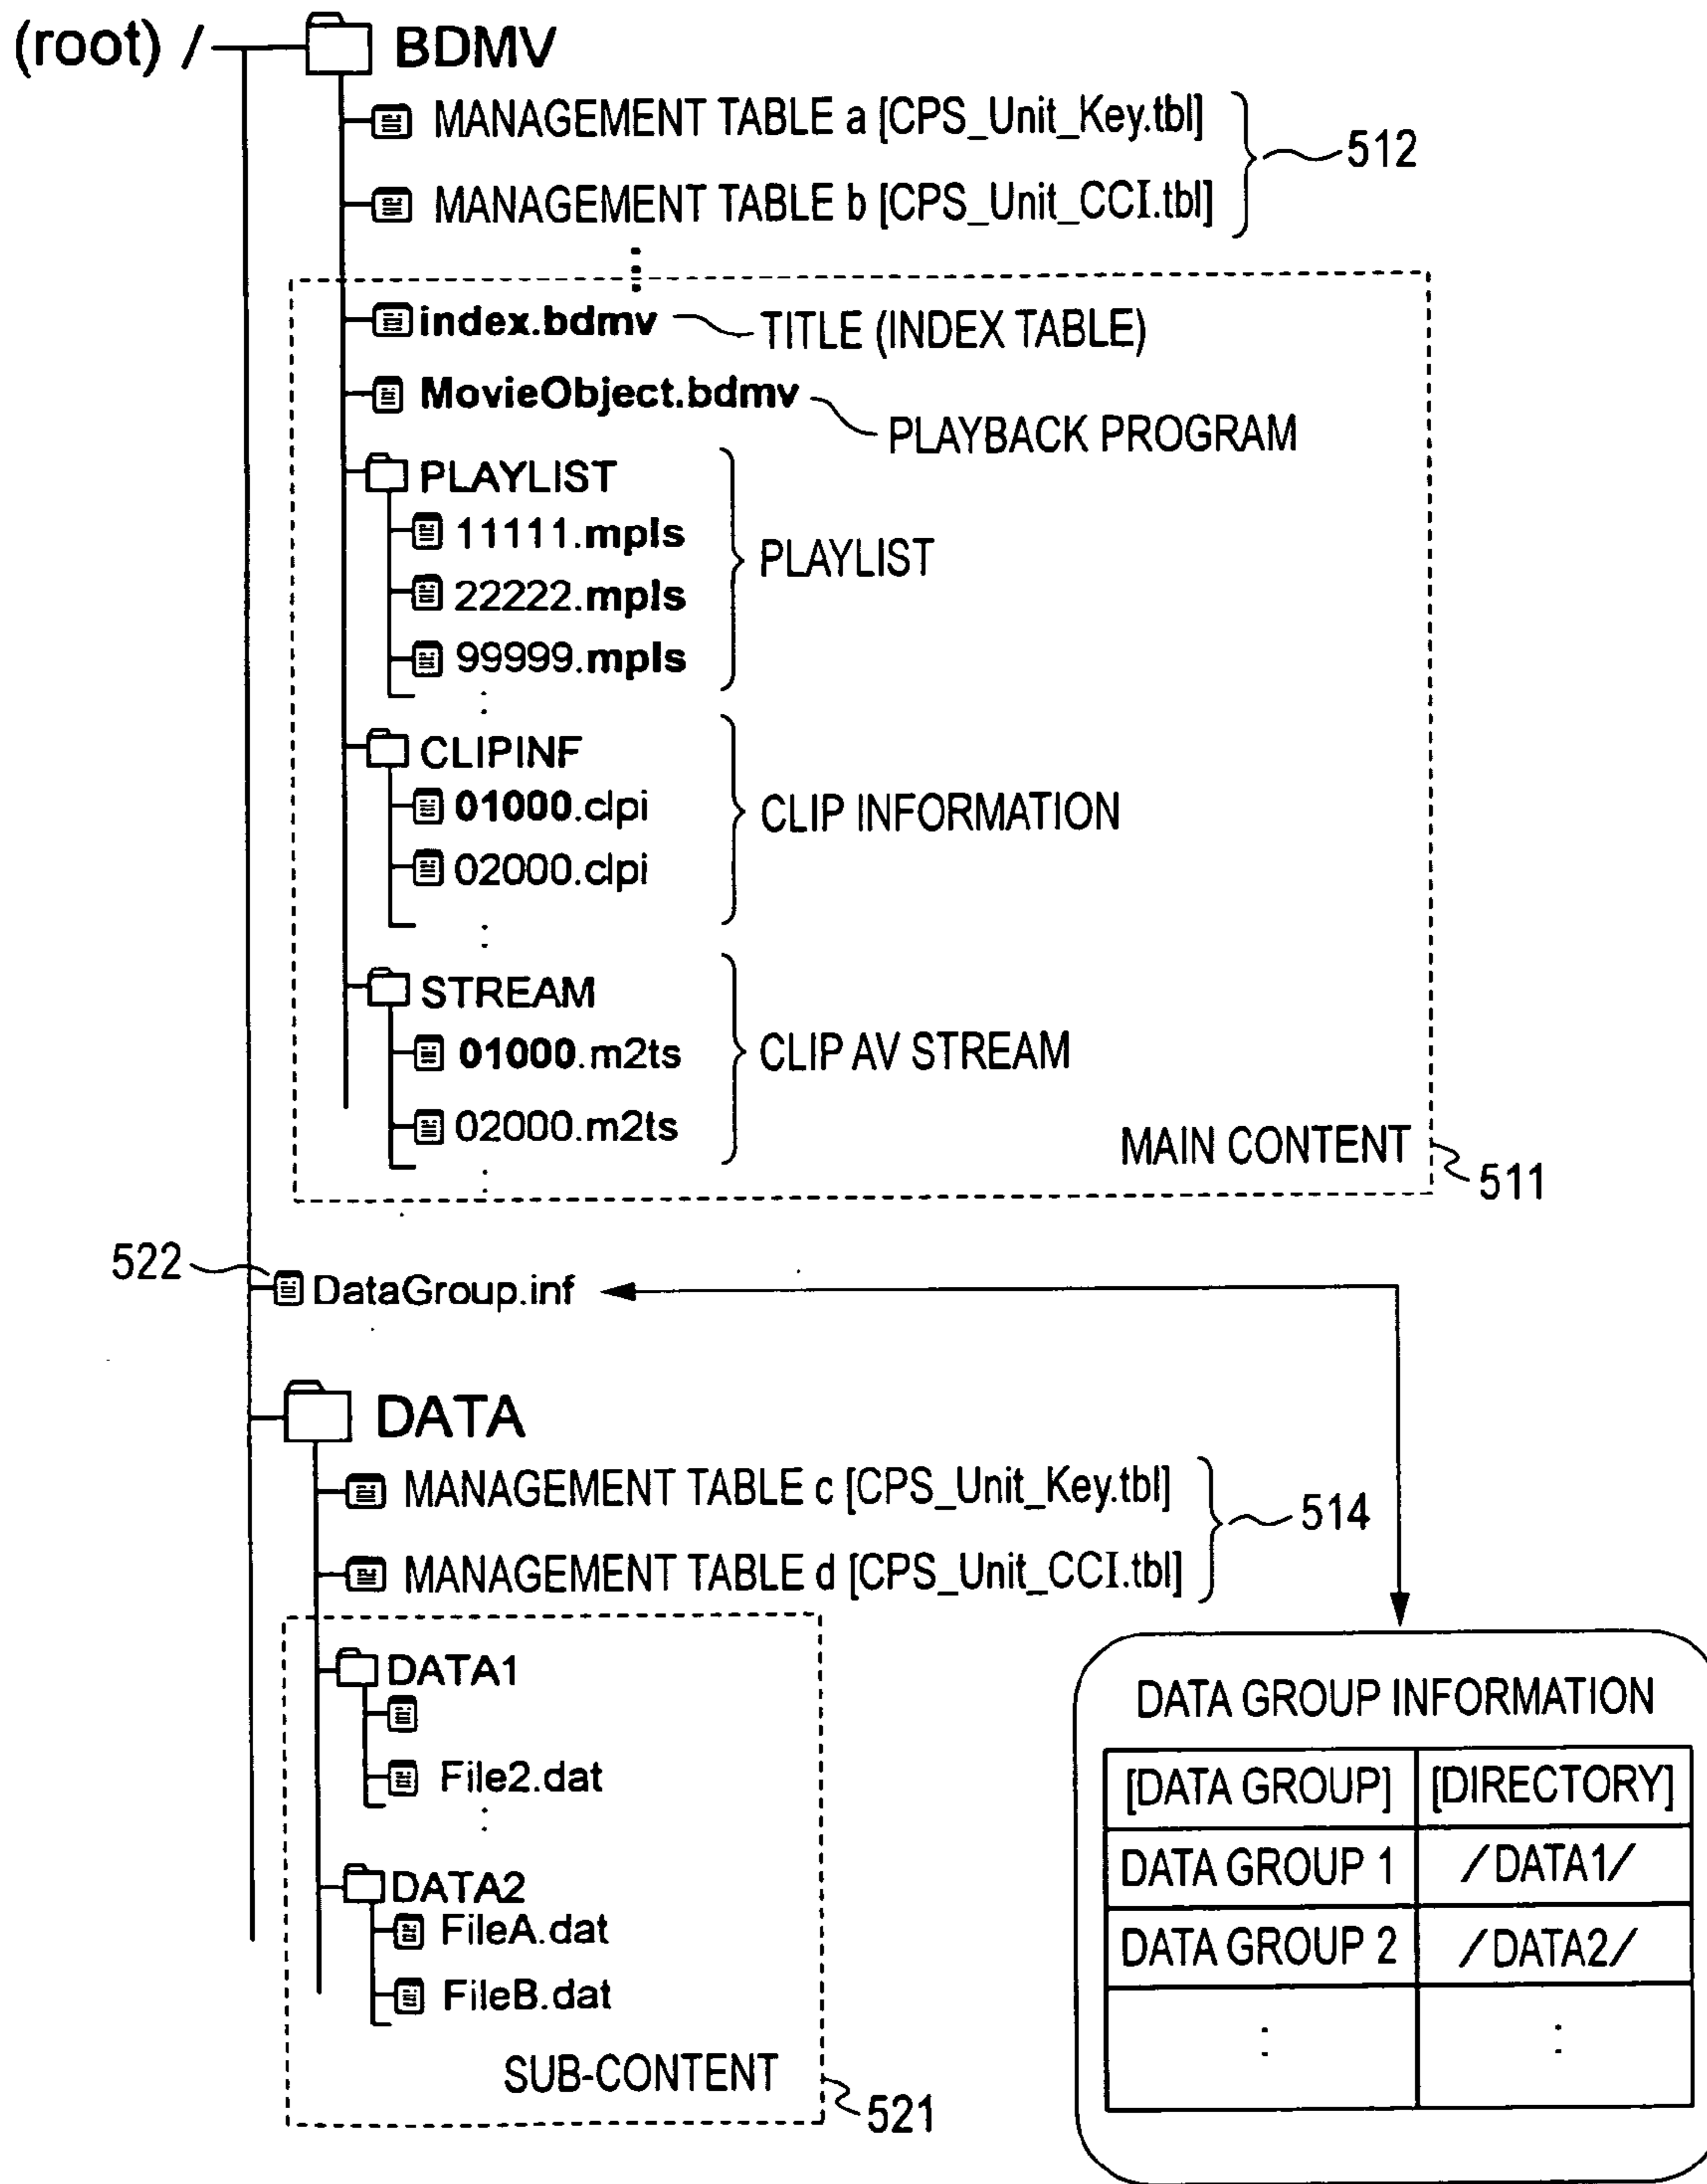 (root) / BDMV
MANAGEMENT TABLE a [CPS_Unit_Key.tbl]
512
MANAGEMENT TABLE b [CPS_Unit_CCI.tbl]
index.bdmv
TITLE (INDEX TABLE)
MovieObject.bdmv
PLAYBACK PROGRAM
PLAYLIST
11111.mpls
PLAYLIST
22222.mpls
99999.mpls
CLIPINF
01000.clpi
CLIP INFORMATION
02000.clpi
STREAM
01000.m2ts
CLIP AV STREAM
02000.m2ts
MAIN CONTENT
511
522
DataGroup.inf
DATA
MANAGEMENT TABLE c [CPS_Unit_Key.tbl]
514
MANAGEMENT TABLE d [CPS_Unit_CCI.tbl]
DATA1
File2.dat
DATA2
FileA.dat
FileB.dat
SUB-CONTENT
521
DATA GROUP INFORMATION
[DATA GROUP] [DIRECTORY]
DATA GROUP 1 /DATA1/
DATA GROUP 2 /DATA2/